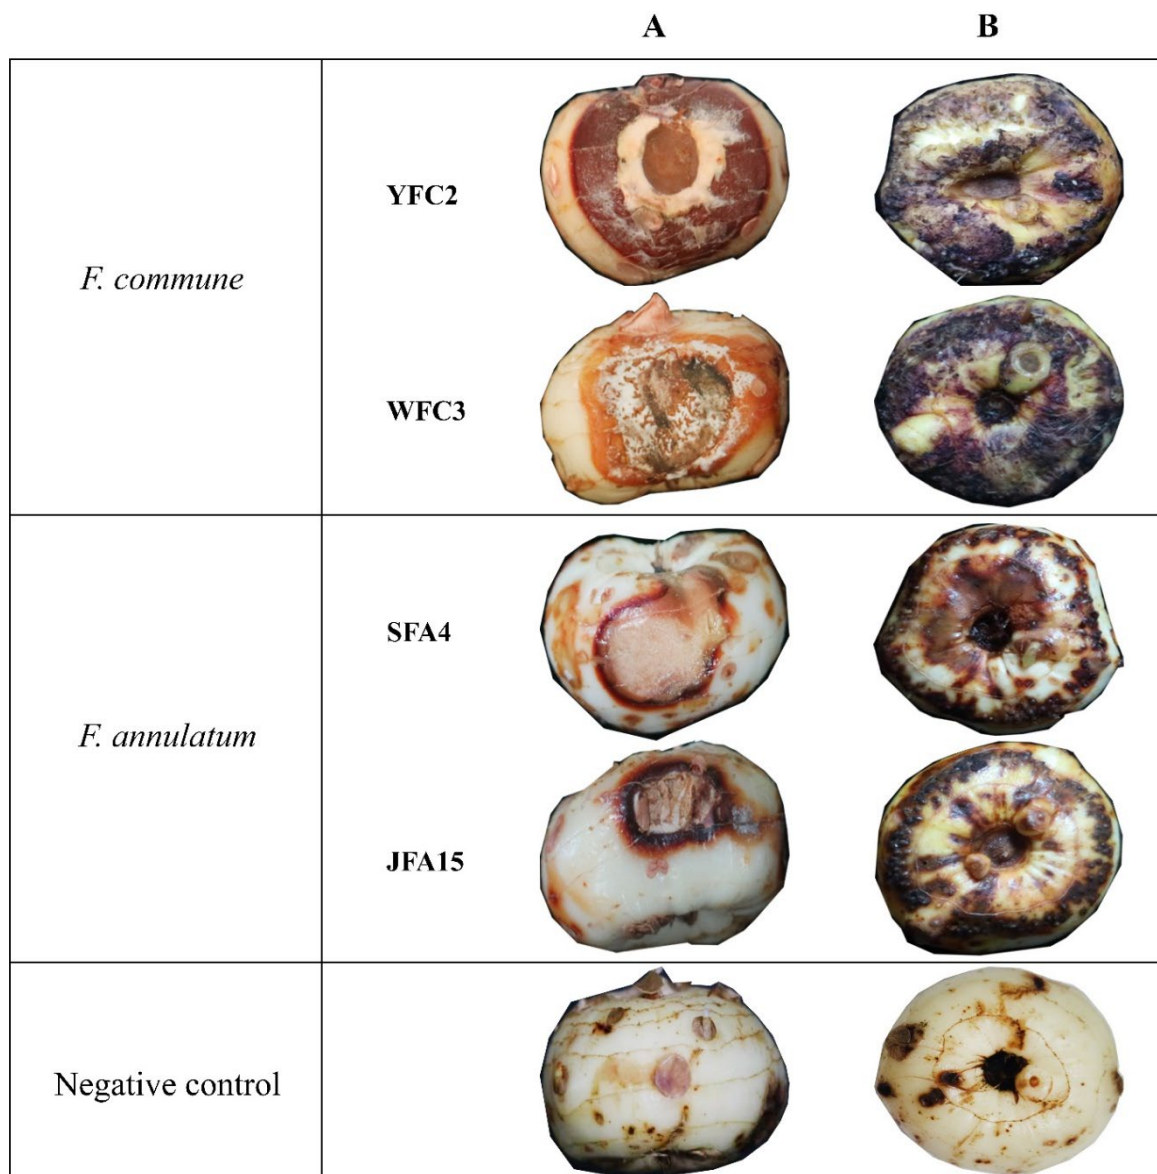 A B
F. commune
YFC2
WFC3
F. annulatum
SFA4
JFA15
Negative control